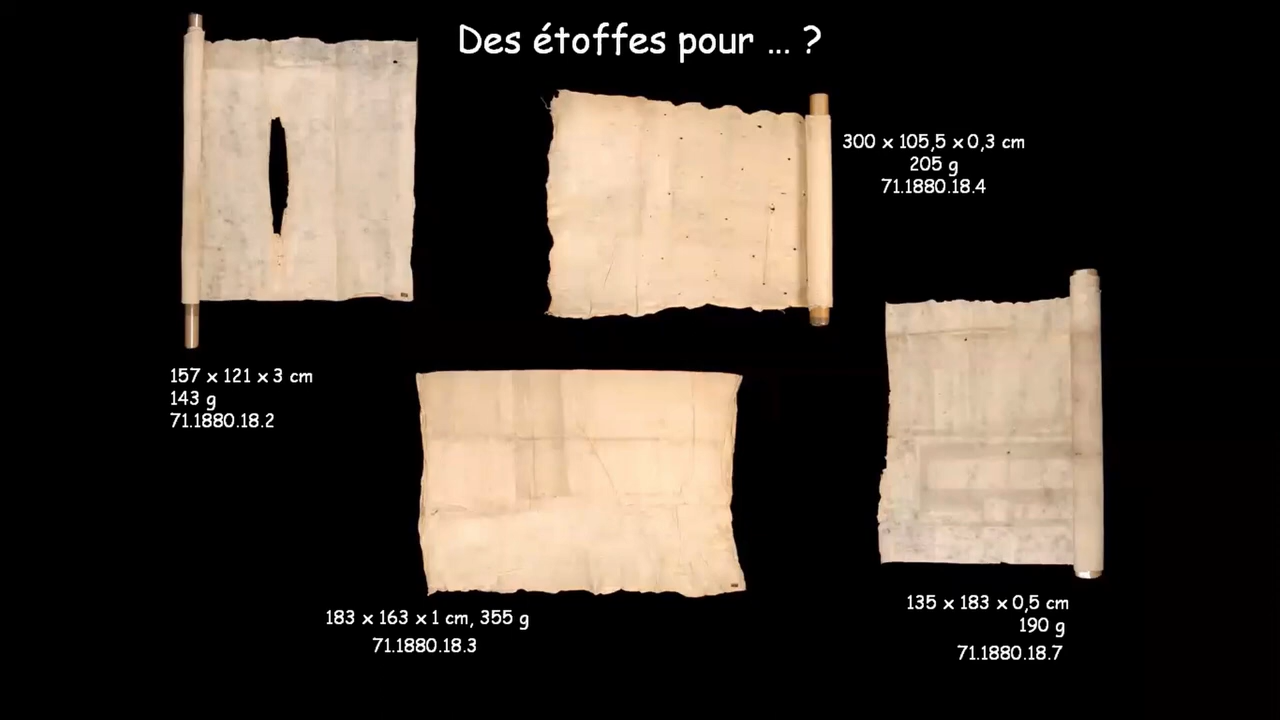 Des étoffes pour ... ?
300 x 105,5 x 0,3 cm
205 g
71.1880.18.4
157 x 121 x 3 cm
143 g
71.1880.18.2
183 x 163 x 1 cm, 355 g
71.1880.18.3
135 x 183 x 0,5 cm
190 g
71.1880.18.7